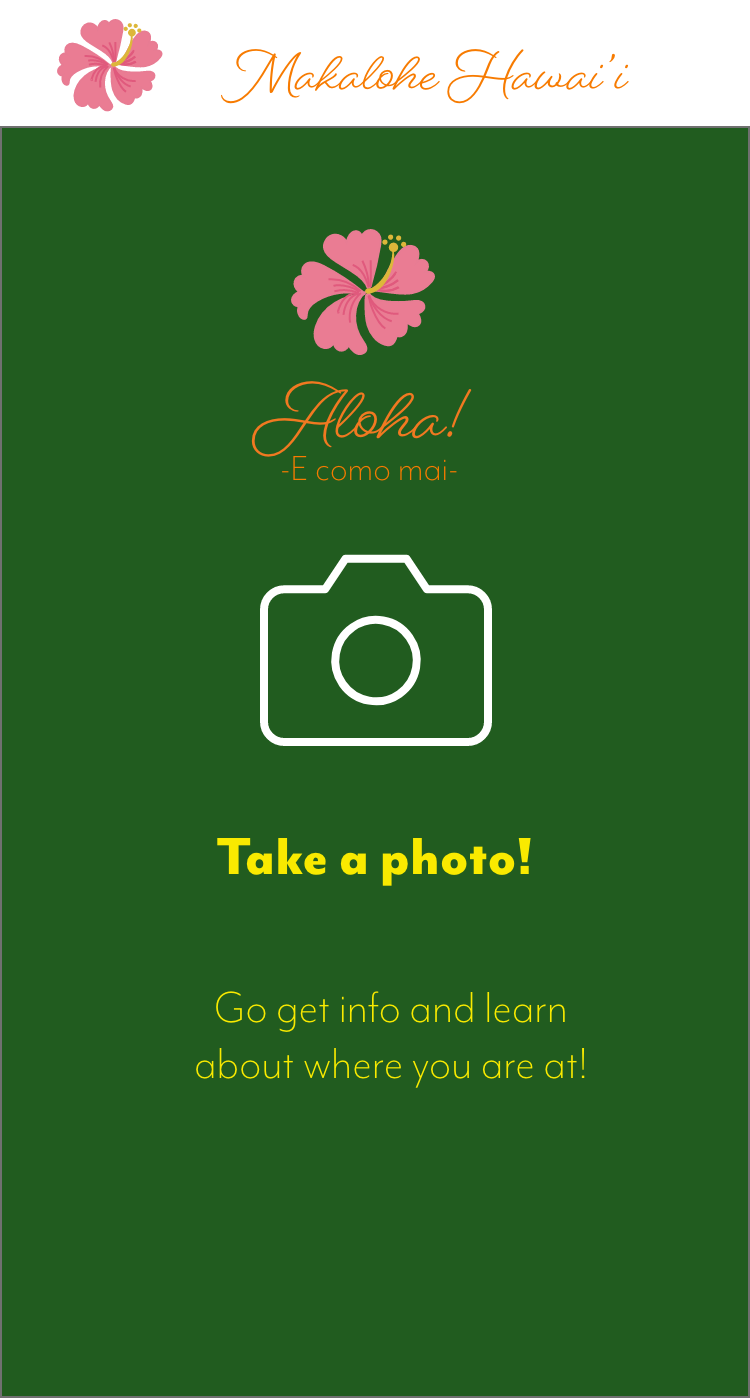 Makalohe Hawai’i
Aloha!
-E como mai-
Take a photo!
Go get info and learn
about where you are at!